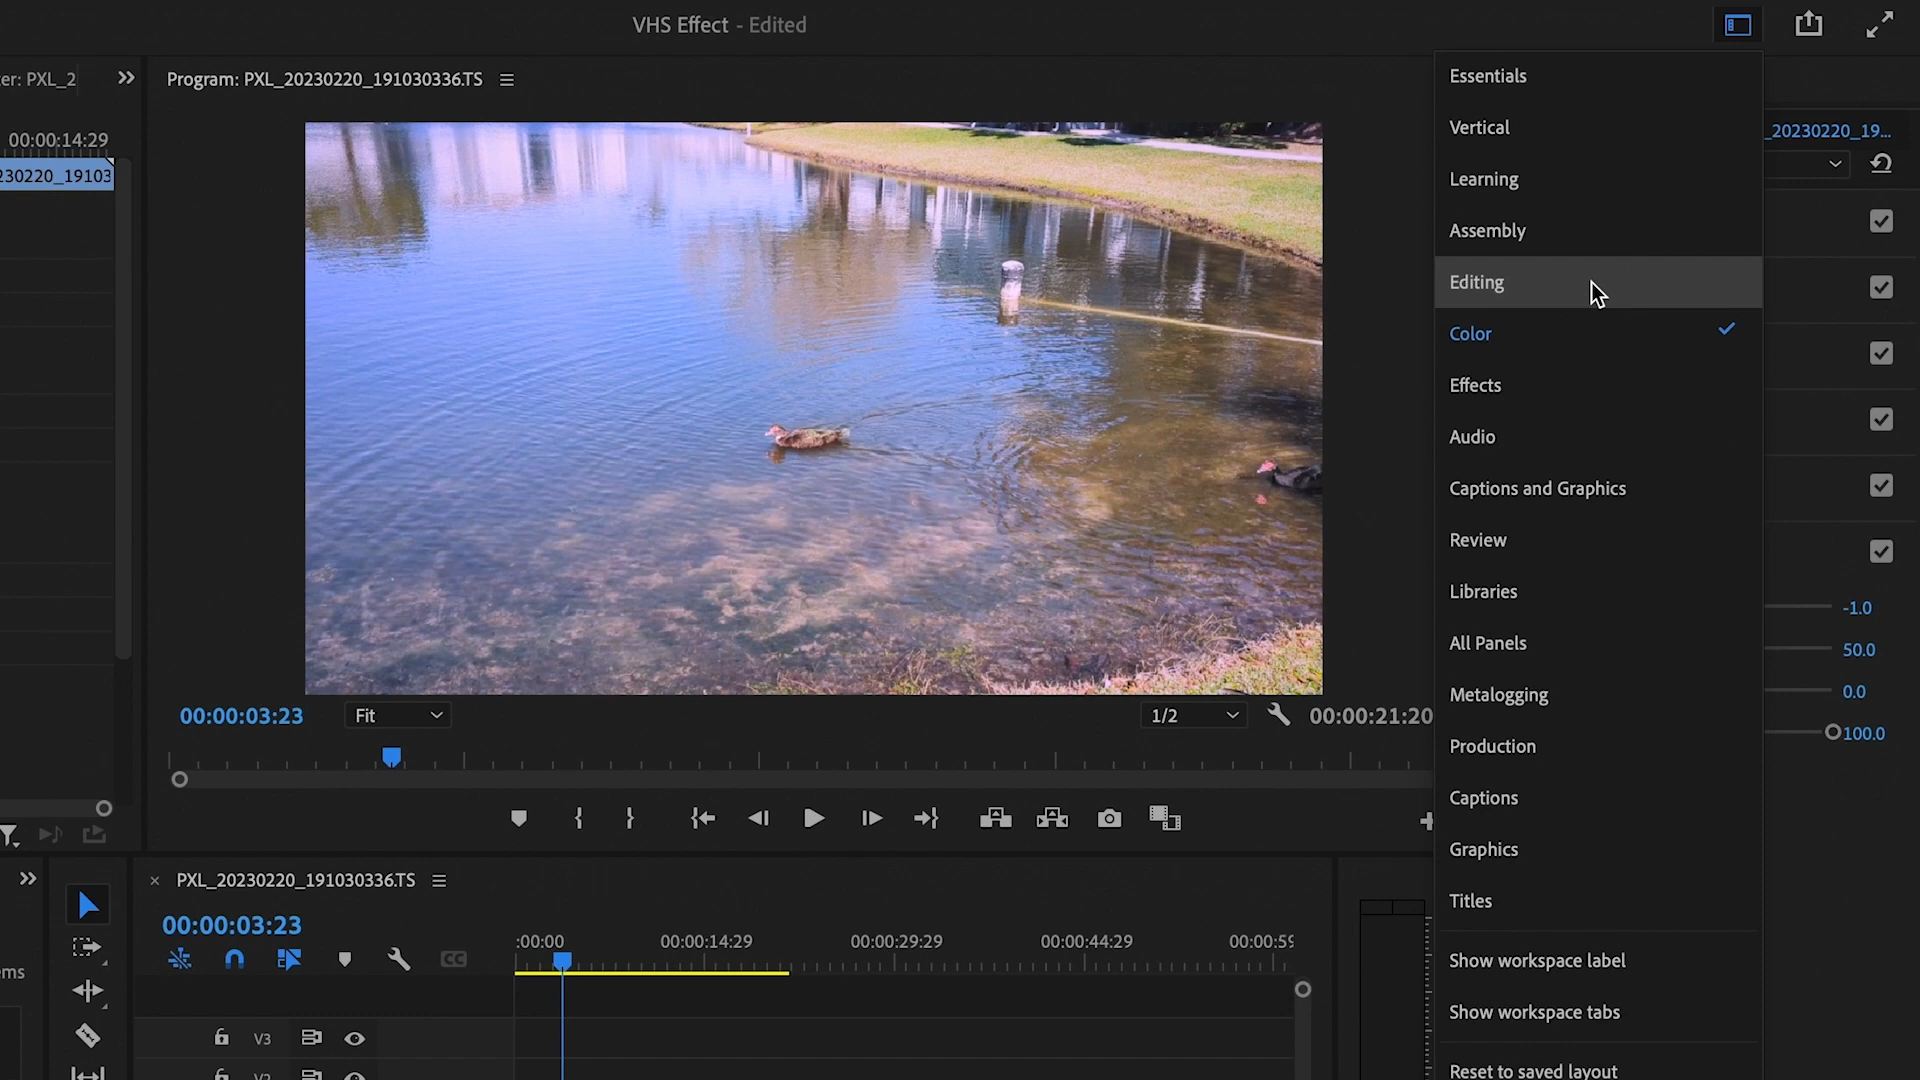 VHS Effect - Edited
er: PXL_2
Program: PXL_20230220_191030336.TS
00:00:14:29
230220_19103
Essentials
Vertical
Learning
Assembly
Editing
Color
Effects
Audio
Captions and Graphics
Review
Libraries
All Panels
Metalogging
Production
Captions
Graphics
Titles
Show workspace label
Show workspace tabs
Reset to saved layout
_20230220_19...
-1.0
50.0
0.0
100.0
00:00:03:23
Fit
1/2
00:00:21:20
PXL_20230220_191030336.TS
00:00:03:23
:00:00
00:00:14:29
00:00:29:29
00:00:44:29
00:00:59
CC
ems
V3
V2